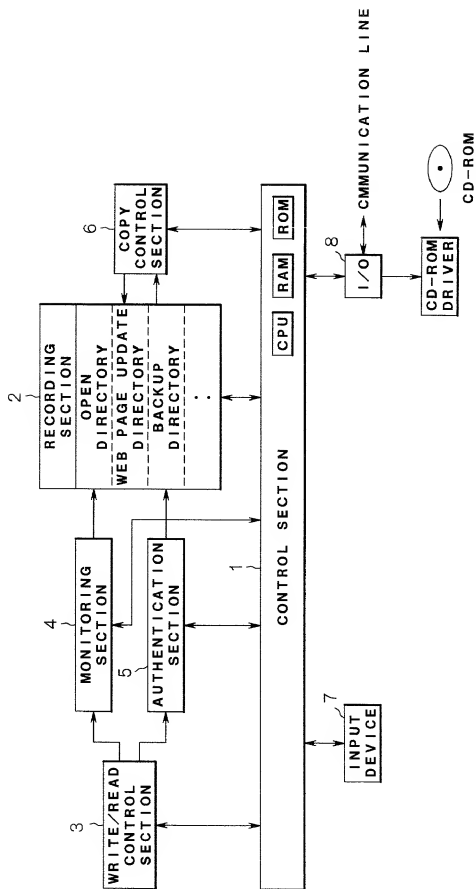 3
WRITE/READ
CONTROL
SECTION
4
MONITORING
SECTION
5
AUTHENTICATION
SECTION
2
RECORDING
SECTION
OPEN
DIRECTORY
WEB PAGE UPDATE
DIRECTORY
BACKUP
DIRECTORY
. .
6
COPY
CONTROL
SECTION
1
CONTROL SECTION
CPU
RAM
ROM
7
INPUT
DEVICE
8
I/O
CMMUNICATION LINE
CD-ROM
DRIVER
CD-ROM